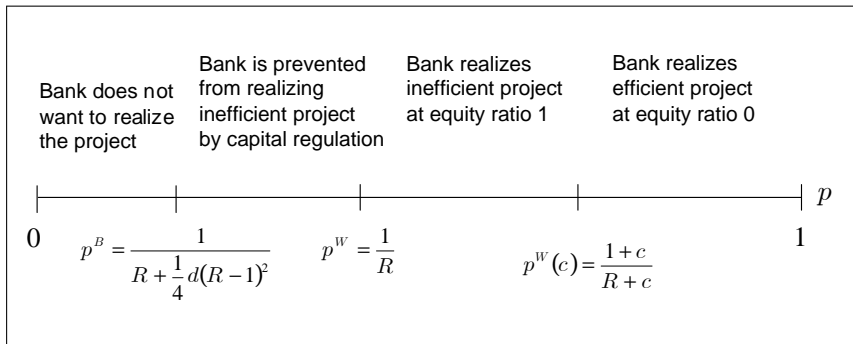 Bank does not
want to realize
the project
Bank is prevented
from realizing
inefficient project
by capital regulation
Bank realizes
inefficient project
at equity ratio 1
Bank realizes
efficient project
at equity ratio 0
p
0
p^B = 1 / (R + 1/4 d(R − 1)^2)
p^W = 1/R
p^W(c) = (1 + c)/(R + c)
1